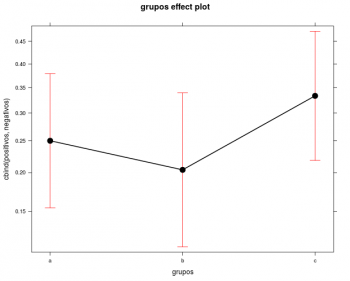 grupos effect plot
0.45
0.40
0.35
0.30
0.25
0.20
0.15
cbind(positivos, negativos)
a b c
grupos